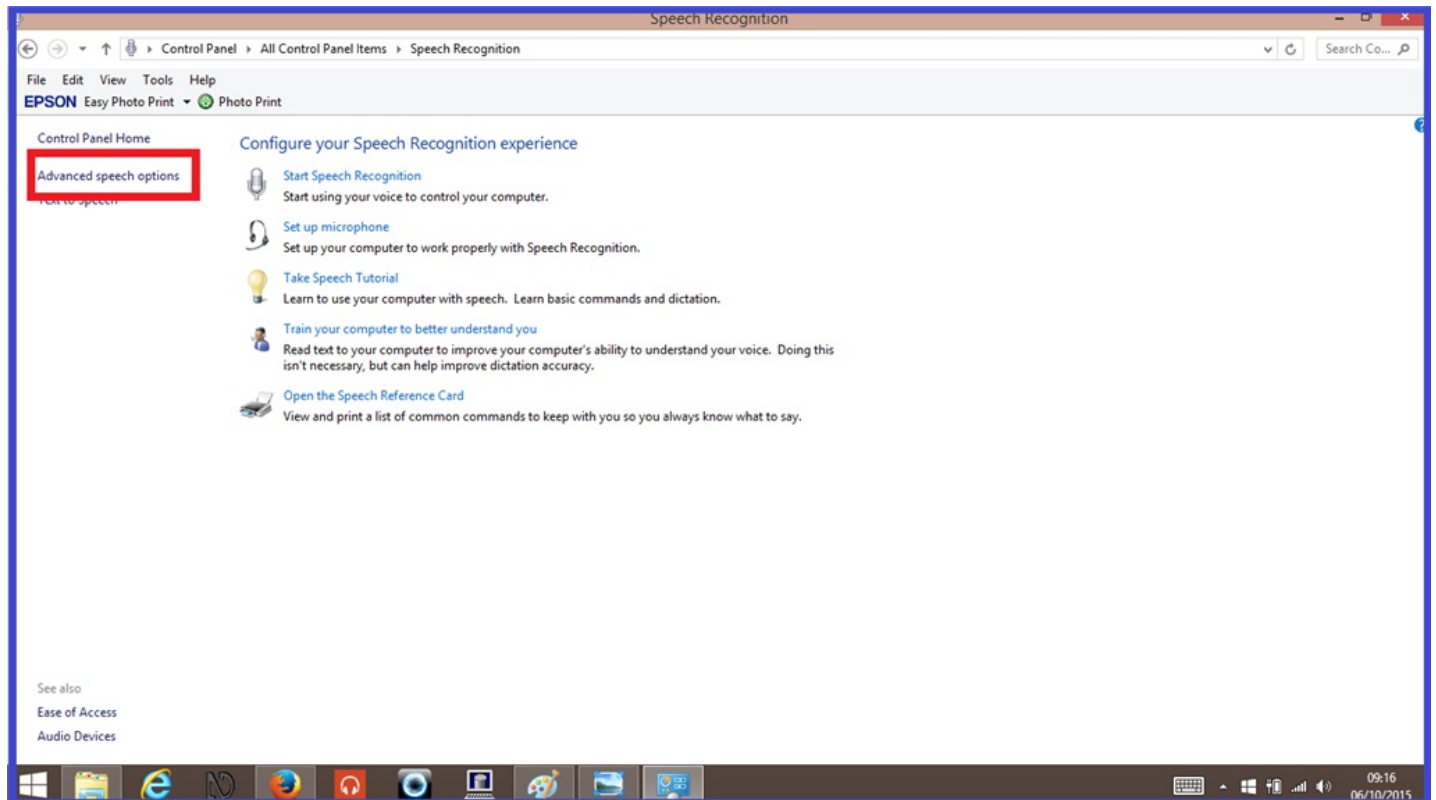 Speech Recognition
Control Panel All Control Panel Items Speech Recognition Search Co...
File Edit View Tools Help
EPSON Easy Photo Print Photo Print
Control Panel Home
Advanced speech options
Text to Speech
Configure your Speech Recognition experience
Start Speech Recognition
Start using your voice to control your computer.
Set up microphone
Set up your computer to work properly with Speech Recognition.
Take Speech Tutorial
Learn to use your computer with speech. Learn basic commands and dictation.
Train your computer to better understand you
Read text to your computer to improve your computer's ability to understand your voice. Doing this
isn't necessary, but can help improve dictation accuracy.
Open the Speech Reference Card
View and print a list of common commands to keep with you so you always know what to say.
See also
Ease of Access
Audio Devices
09:16
06/10/2015